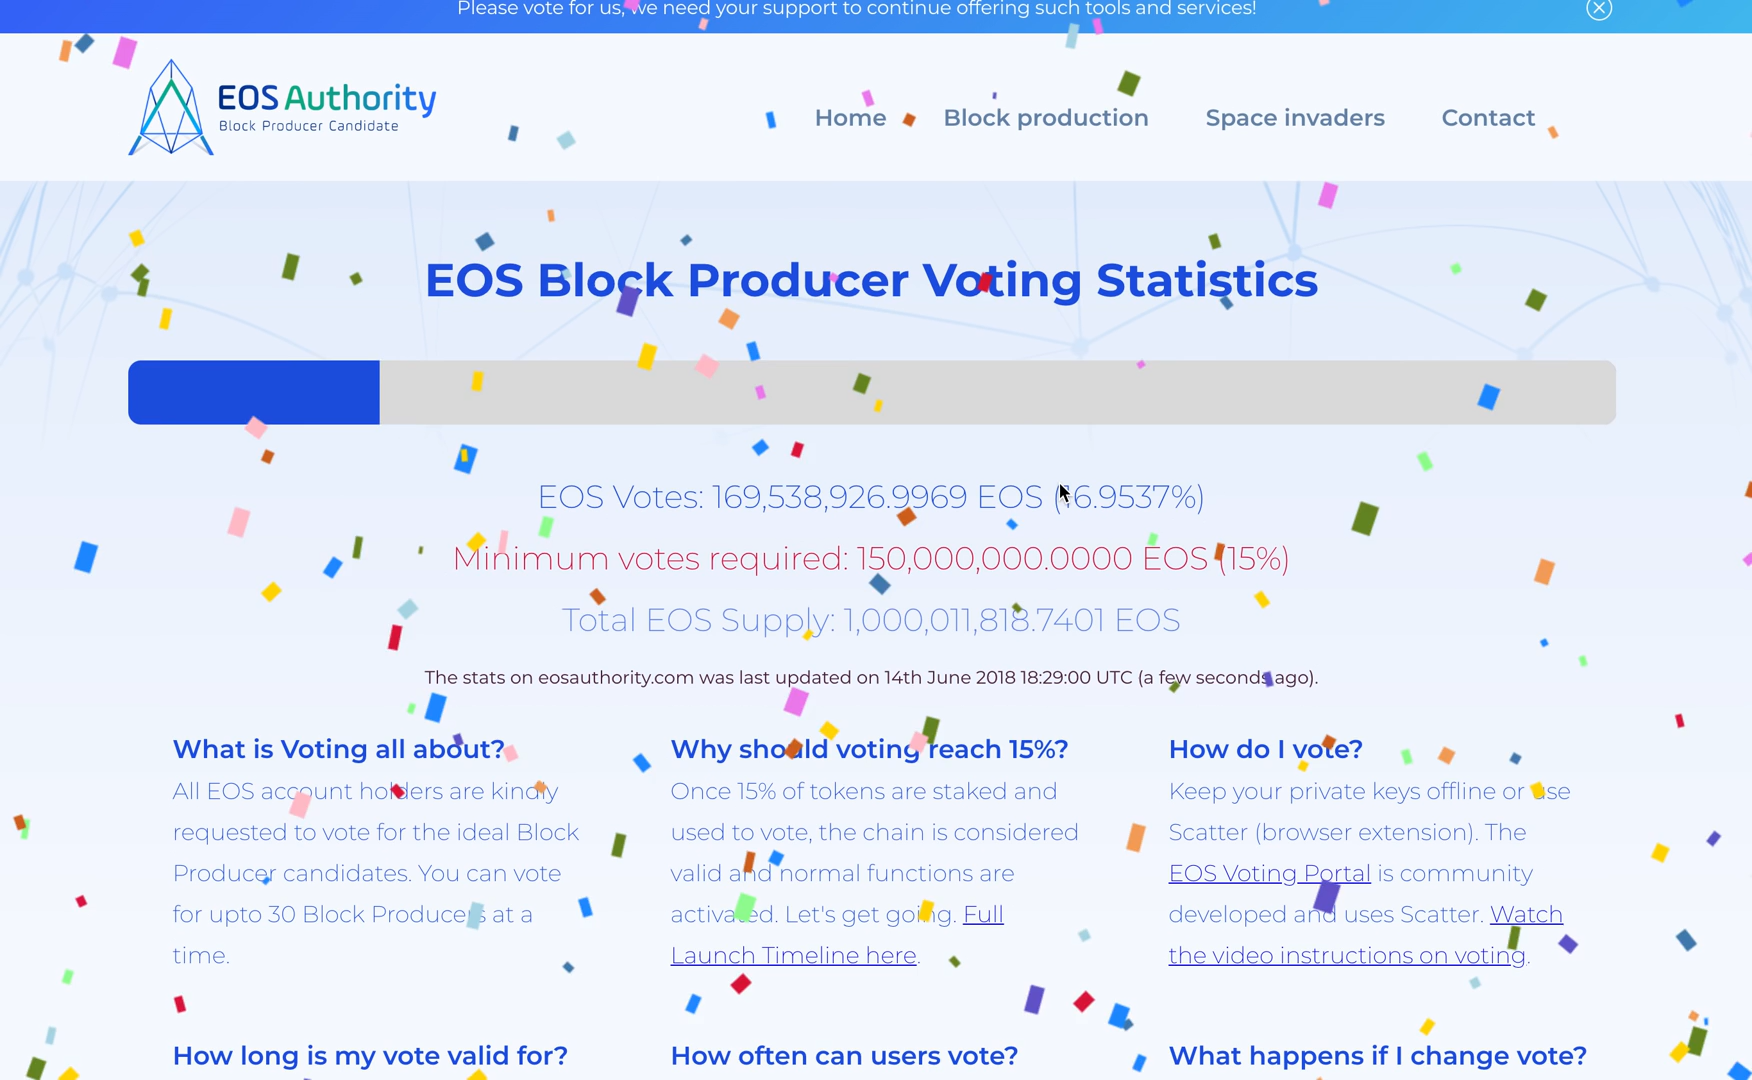 Please vote for us, we need your support to continue offering such tools and services!
EOS Authority
Block Producer Candidate
Home
Block production
Space invaders
Contact
EOS Block Producer Voting Statistics
EOS Votes: 169,538,926.9969 EOS (16.9537%)
Minimum votes required: 150,000,000.0000 EOS (15%)
Total EOS Supply: 1,000,011,818.7401 EOS
The stats on eosauthority.com was last updated on 14th June 2018 18:29:00 UTC (a few seconds ago).
What is Voting all about?
All EOS account holders are kindly
requested to vote for the ideal Block
Producer candidates. You can vote
for upto 30 Block Producers at a
time.
Why should voting reach 15%?
Once 15% of tokens are staked and
used to vote, the chain is considered
valid and normal functions are
activated. Let's get going. Full
Launch Timeline here.
How do I vote?
Keep your private keys offline or use
Scatter (browser extension). The
EOS Voting Portal is community
developed and uses Scatter. Watch
the video instructions on voting.
How long is my vote valid for?
How often can users vote?
What happens if I change vote?